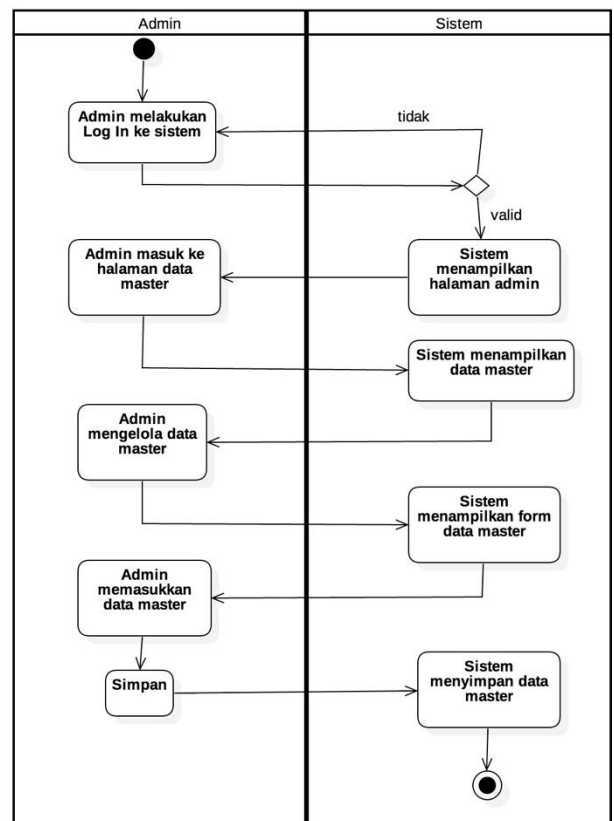 Admin
Sistem
Admin melakukan
Log In ke sistem
tidak
valid
Sistem
menampilkan
halaman admin
Admin masuk ke
halaman data
master
Sistem menampilkan
data master
Admin
mengelola data
master
Sistem
menampilkan form
data master
Admin
memasukkan
data master
Simpan
Sistem
menyimpan data
master